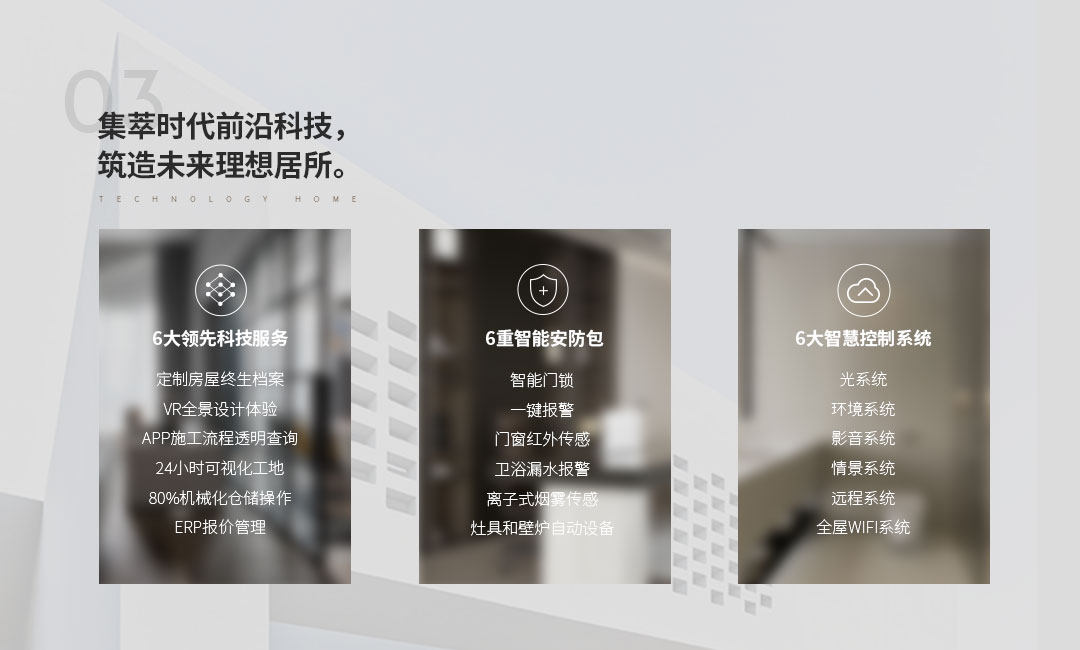 03
集萃时代前沿科技，
筑造未来理想居所。
TECHNOLOGY HOME
6大领先科技服务
定制房屋终生档案
VR全景设计体验
APP施工流程透明查询
24小时可视化工地
80%机械化仓储操作
ERP报价管理
6重智能安防包
智能门锁
一键报警
门窗红外传感
卫浴漏水报警
离子式烟雾传感
灶具和壁炉自动设备
6大智慧控制系统
光系统
环境系统
影音系统
情景系统
远程系统
全屋WIFI系统